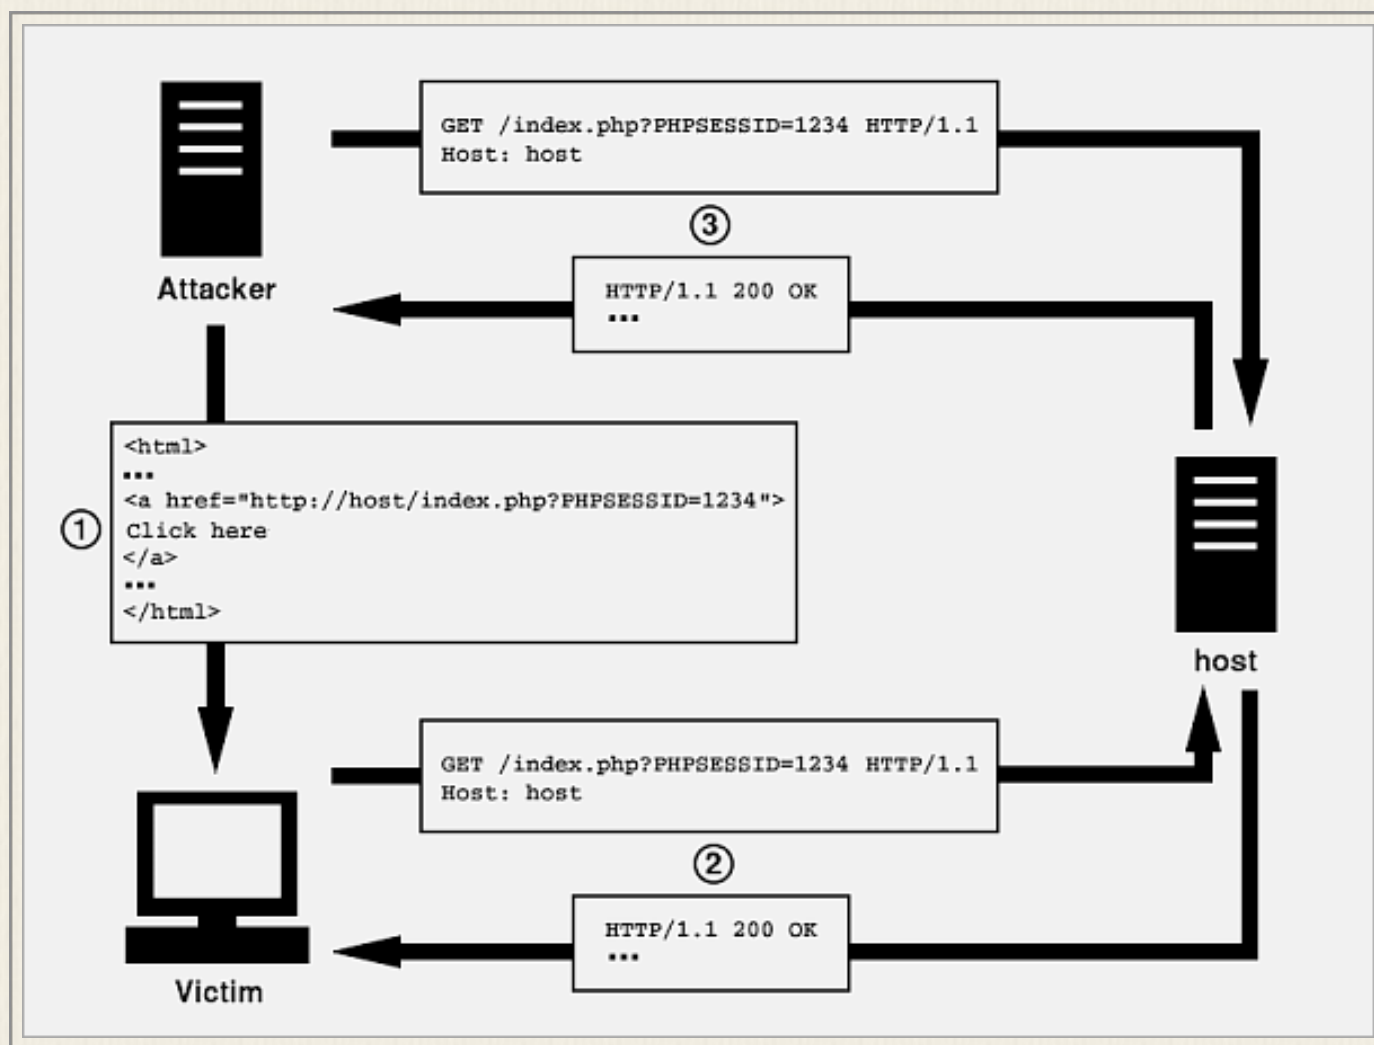 GET /index.php?PHPSESSID=1234 HTTP/1.1
Host: host
③
HTTP/1.1 200 OK
...
Attacker
①
<html>
...
<a href="http://host/index.php?PHPSESSID=1234">
Click here
</a>
...
</html>
host
GET /index.php?PHPSESSID=1234 HTTP/1.1
Host: host
②
HTTP/1.1 200 OK
...
Victim